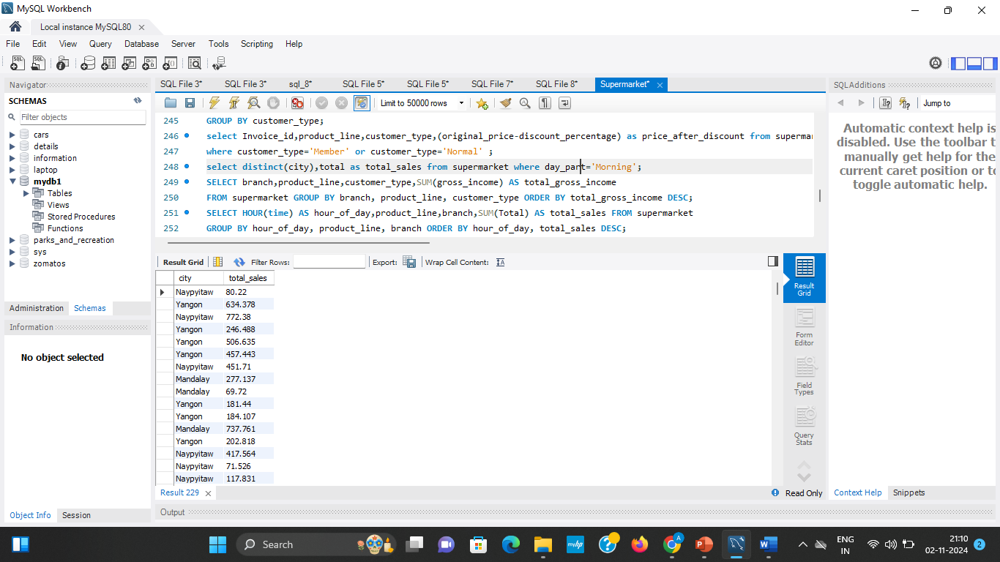 MySQL Workbench
Local instance MySQL80
File Edit View Query Database Server Tools Scripting Help
Navigator
SCHEMAS
Filter objects
cars
details
information
laptop
mydb1
Tables
Views
Stored Procedures
Functions
parks_and_recreation
sys
zomatos
Administration Schemas
Information
No object selected
Object Info Session
SQL File 3* SQL File 3* sql_8* SQL File 5* SQL File 5* SQL File 7* SQL File 8* Supermarket*
Limit to 50000 rows
245 GROUP BY customer_type;
246 select Invoice_id,product_line,customer_type,(original_price-discount_percentage) as price_after_discount from supermar
247 where customer_type='Member' or customer_type='Normal' ;
248 select distinct(city),total as total_sales from supermarket where day_part='Morning';
249 SELECT branch,product_line,customer_type,SUM(gross_income) AS total_gross_income
250 FROM supermarket GROUP BY branch, product_line, customer_type ORDER BY total_gross_income DESC;
251 SELECT HOUR(time) AS hour_of_day,product_line,branch,SUM(Total) AS total_sales FROM supermarket
252 GROUP BY hour_of_day, product_line, branch ORDER BY hour_of_day, total_sales DESC;
Result Grid Filter Rows: Export: Wrap Cell Content:
city total_sales
Naypyitaw 80.22
Yangon 634.378
Naypyitaw 772.38
Yangon 246.488
Yangon 506.635
Yangon 457.443
Naypyitaw 451.71
Mandalay 277.137
Mandalay 69.72
Yangon 181.44
Yangon 184.107
Mandalay 737.761
Yangon 202.818
Naypyitaw 417.564
Naypyitaw 71.526
Naypyitaw 117.831
Result 229
Read Only
Output
Result
Grid
Form
Editor
Field
Types
Query
Stats
SQLAdditions
Jump to
Automatic context help is
disabled. Use the toolbar t
manually get help for the
current caret position or to
toggle automatic help.
Context Help Snippets
Search
ENG
IN
21:10
02-11-2024
2